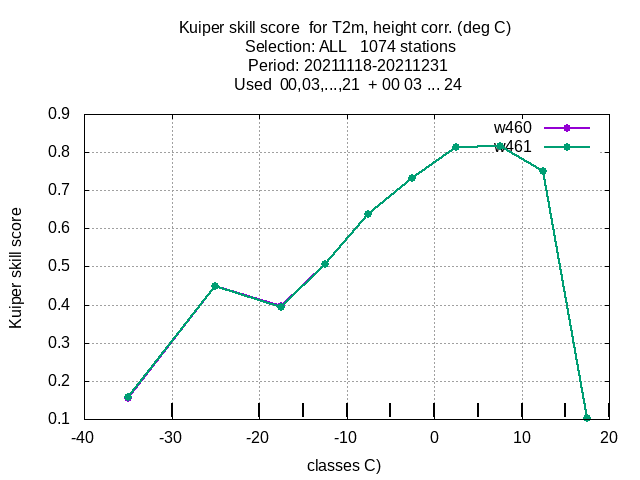 Kuiper skill score  for T2m, height corr. (deg C)
Selection: ALL   1074 stations
Period: 20211118-20211231
Used  00,03,...,21  + 00 03 ... 24
w460
w461
0.9
0.8
0.7
0.6
0.5
0.4
0.3
0.2
0.1
Kuiper skill score
-40 -30 -20 -10 0 10 20
classes C)